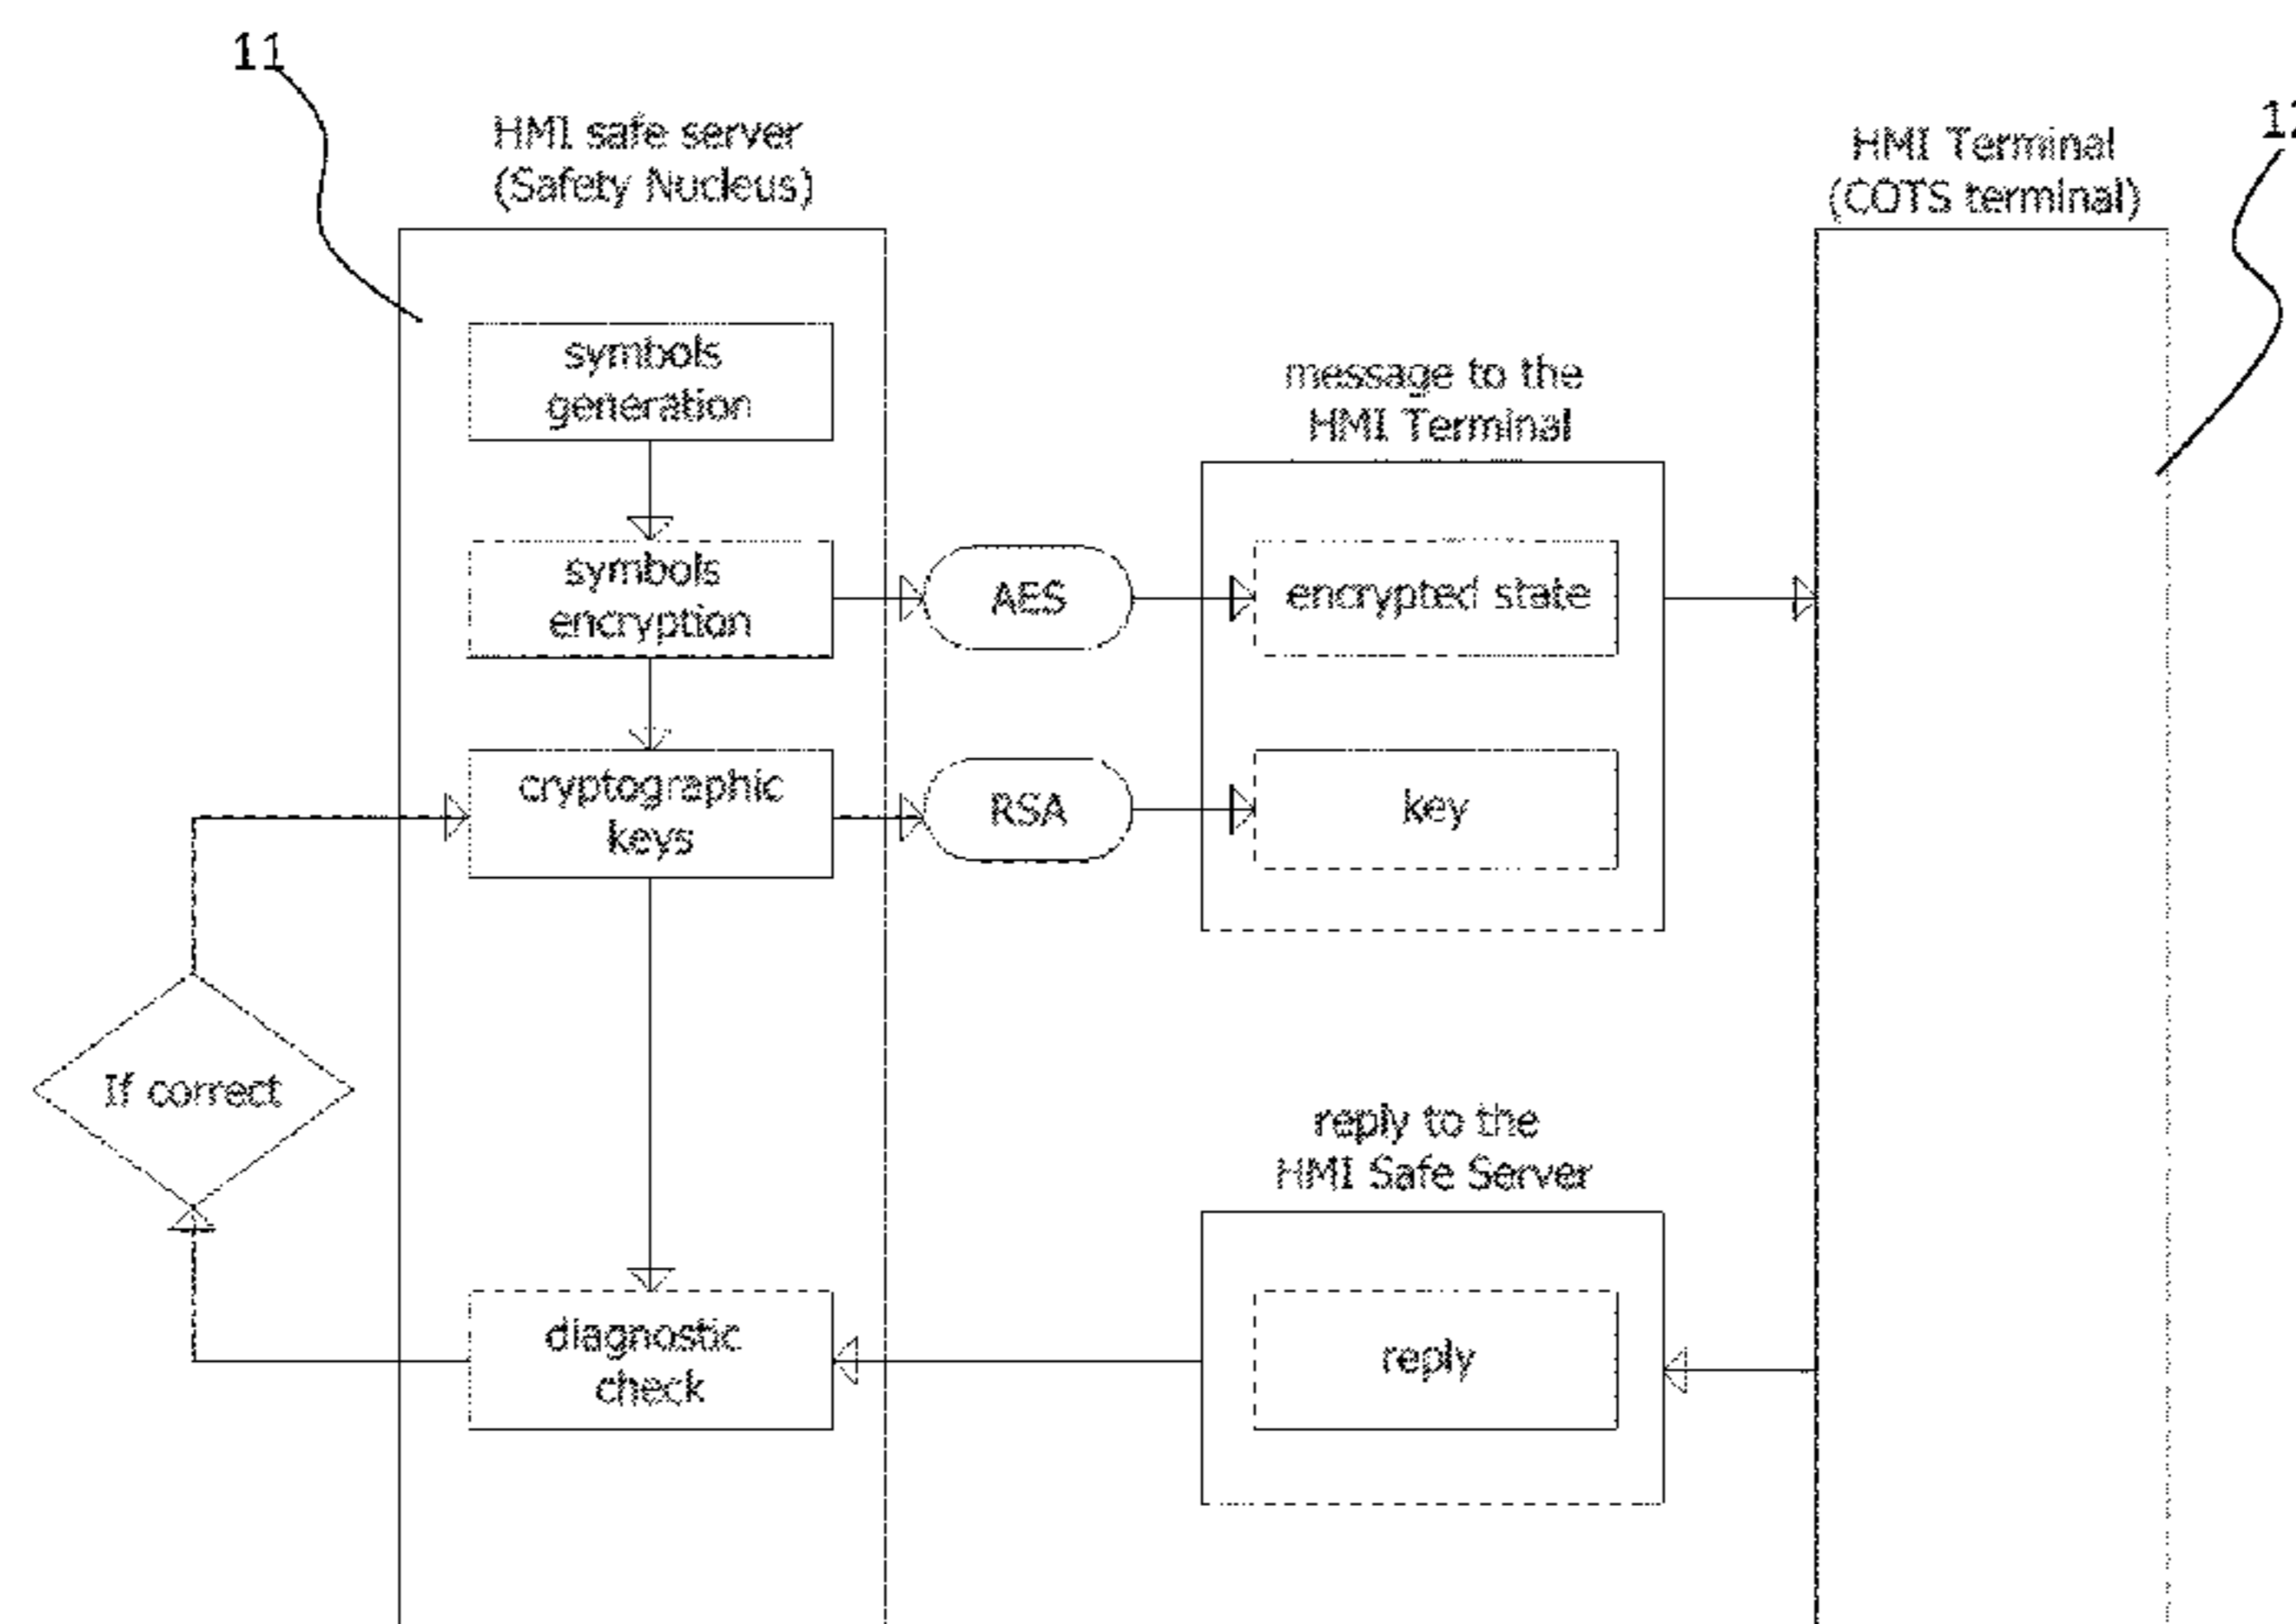 11
HMI safe server
(Safety Nucleus)
HMI Terminal
(COTS terminal)
12
symbols
generation
message to the
HMI Terminal
symbols
encryption
AES
encrypted state
cryptographic
keys
RSA
key
If correct
reply to the
HMI Safe Server
diagnostic
check
reply